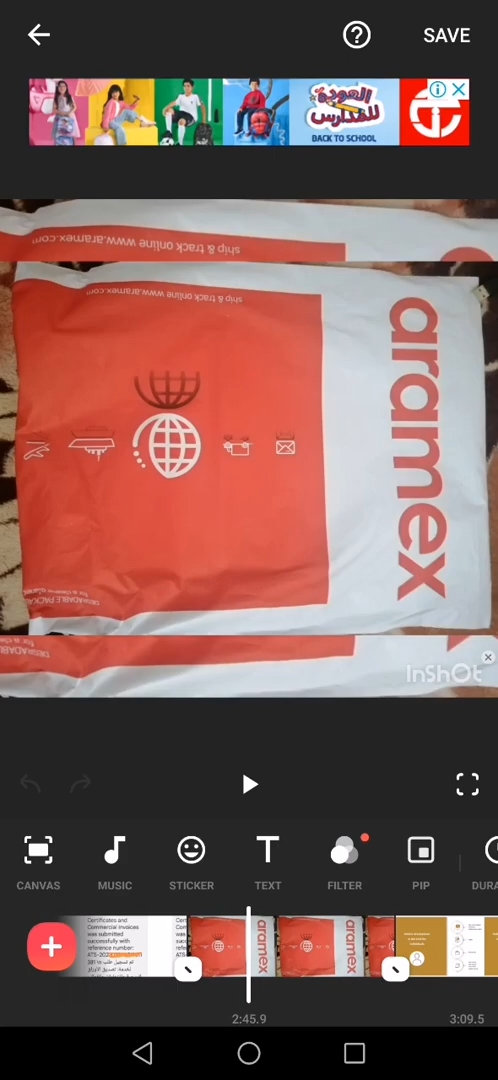 SAVE
العودة
للمدارس
BACK TO SCHOOL
ship & track online www.aramex.com
ship & track online www.aramex.com
aramex
DEGRADABLE
InShOt
CANVAS
MUSIC
STICKER
TEXT
FILTER
PIP
DURA
Certificates and
Commercial Invoices
was submitted
successfully with
reference number:
aramex
aramex
2:45.9
3:09.5